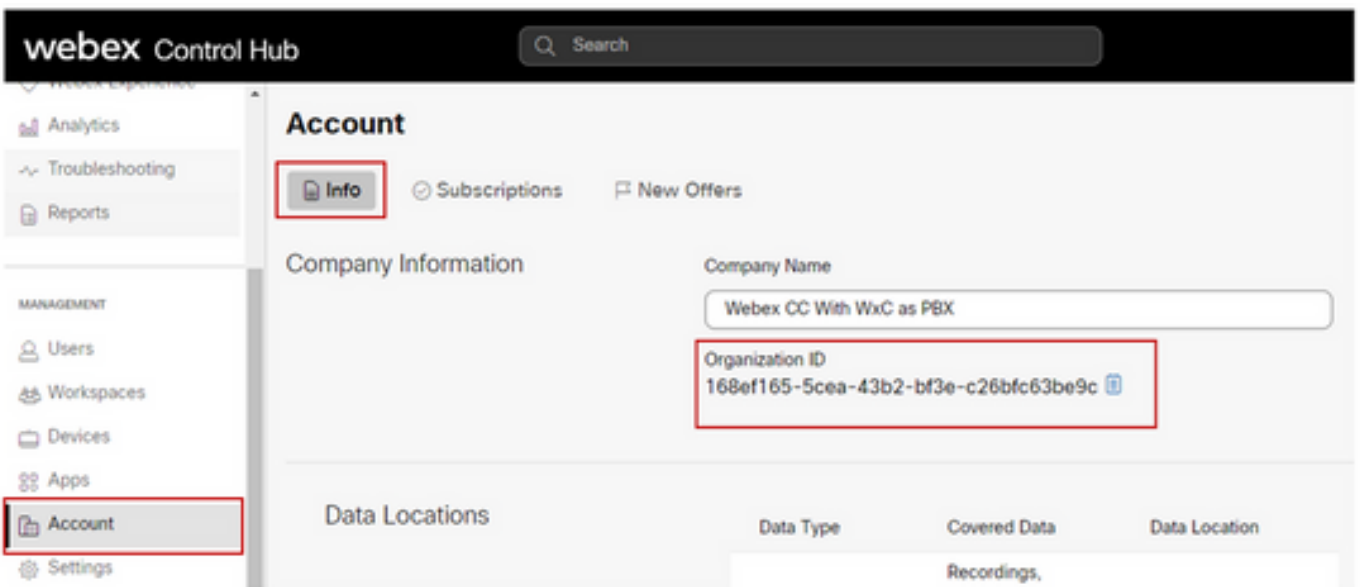 webex Control Hub
Search
Webex Experience
Analytics
Troubleshooting
Reports
MANAGEMENT
Users
Workspaces
Devices
Apps
Account
Settings
Account
Info
Subscriptions
New Offers
Company Information
Company Name
Webex CC With WxC as PBX
Organization ID
168ef165-5cea-43b2-bf3e-c26bfc63be9c
Data Locations
Data Type Covered Data Data Location
Recordings,